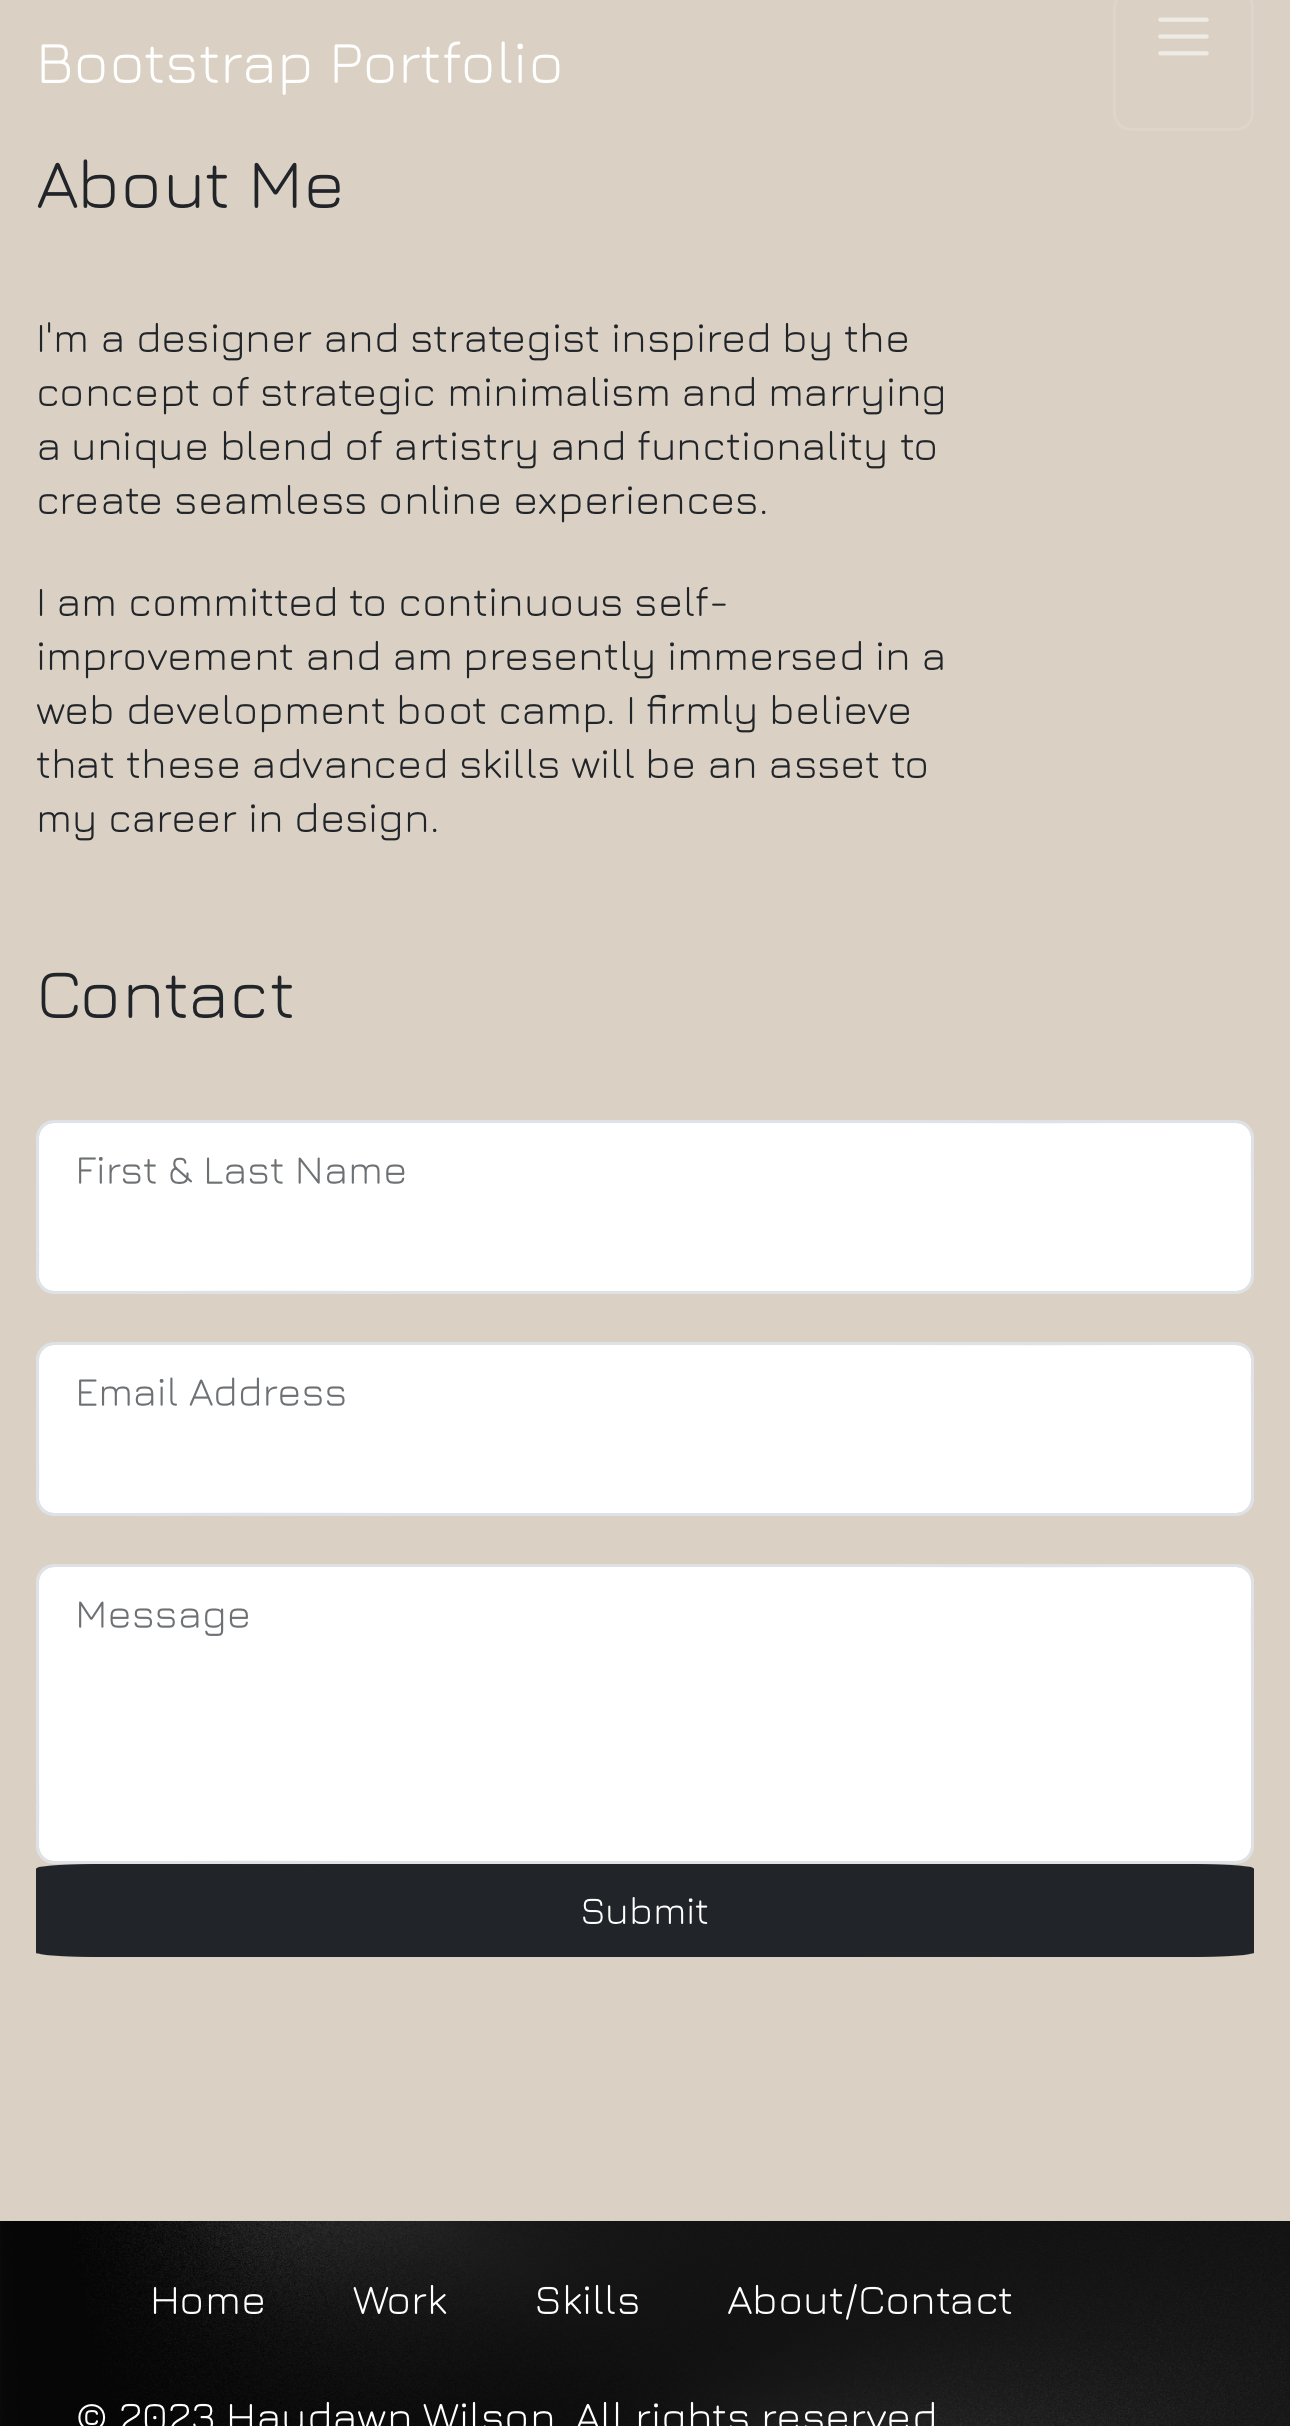 Bootstrap Portfolio
About Me
I'm a designer and strategist inspired by the
concept of strategic minimalism and marrying
a unique blend of artistry and functionality to
create seamless online experiences.
I am committed to continuous self-
improvement and am presently immersed in a
web development boot camp. I firmly believe
that these advanced skills will be an asset to
my career in design.
Contact
First & Last Name
Email Address
Message
Submit
Home Work Skills About/Contact
© 2023 Haydawn Wilson. All rights reserved